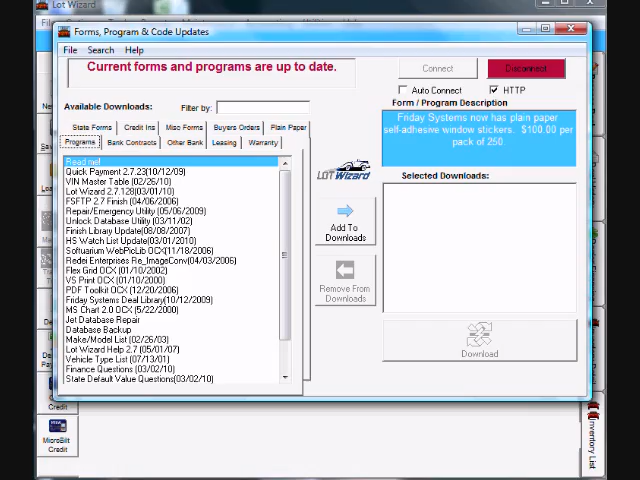 Lot Wizard
Forms, Program & Code Updates
File Search Help
Current forms and programs are up to date.
Connect
Disconnect
Auto Connect
HTTP
Available Downloads:
Filter by:
Form / Program Description
Friday Systems now has plain paper
self-adhesive window stickers. $100.00 per
pack of 250.
State Forms Credit Ins Misc Forms Buyers Orders Plain Paper
Programs Bank Contracts Other Bank Leasing Warranty
Read me!
Quick Payment 2.7.23(10/12/09)
VIN Master Table (02/26/10)
Lot Wizard 2.7.128(03/01/10)
FSFTP 2.7 Finish (04/06/2006)
Repair/Emergency Utility (05/06/2009)
Unlock Database Utility (03/11/02)
Finish Library Update(08/08/2007)
HS Watch List Update(03/01/2010)
Softuarium WebPicLib OCX(11/18/2006)
Redei Enterprises Re_ImageConv(04/03/2006)
Flex Grid OCX (01/10/2002)
VS Print OCX (01/10/2000)
PDF Toolkit OCX (12/20/2006)
Friday Systems Deal Library(10/12/2009)
MS Chart 2.0 OCX (5/22/2000)
Jet Database Repair
Database Backup
Make/Model List (02/26/03)
Lot Wizard Help 2.7 (05/01/07)
Vehicle Type List (07/13/01)
Finance Questions (03/02/10)
State Default Value Questions(03/02/10)
LOT WIZARD
Add To
Downloads
Remove From
Downloads
Selected Downloads:
Download
Credit
MicroBilt
Credit
Inventory List